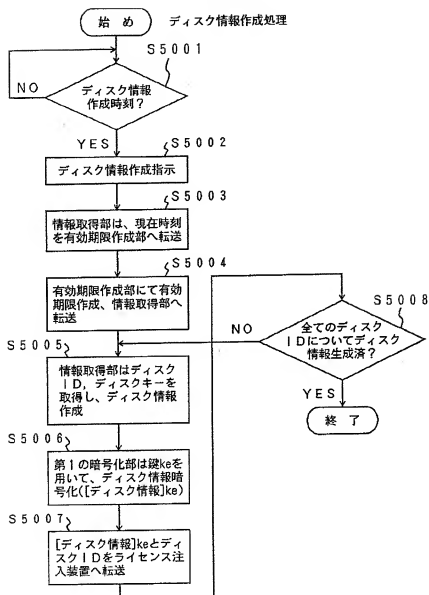 始め
ディスク情報作成処理
S5001
NO
ディスク情報
作成時刻？
YES
S5002
ディスク情報作成指示
S5003
情報取得部は、現在時刻
を有効期限作成部へ転送
S5004
有効期限作成部にて有効
期限作成、情報取得部へ
転送
S5005
情報取得部はディスク
ID，ディスクキーを
取得し、ディスク情報
作成
S5006
第1の暗号化部は鍵keを
用いて、ディスク情報暗
号化([ディスク情報]ke)
S5007
[ディスク情報]keとディ
スクIDをライセンス注
入装置へ転送
S5008
NO
全てのディスク
IDについてディスク
情報生成済？
YES
終了